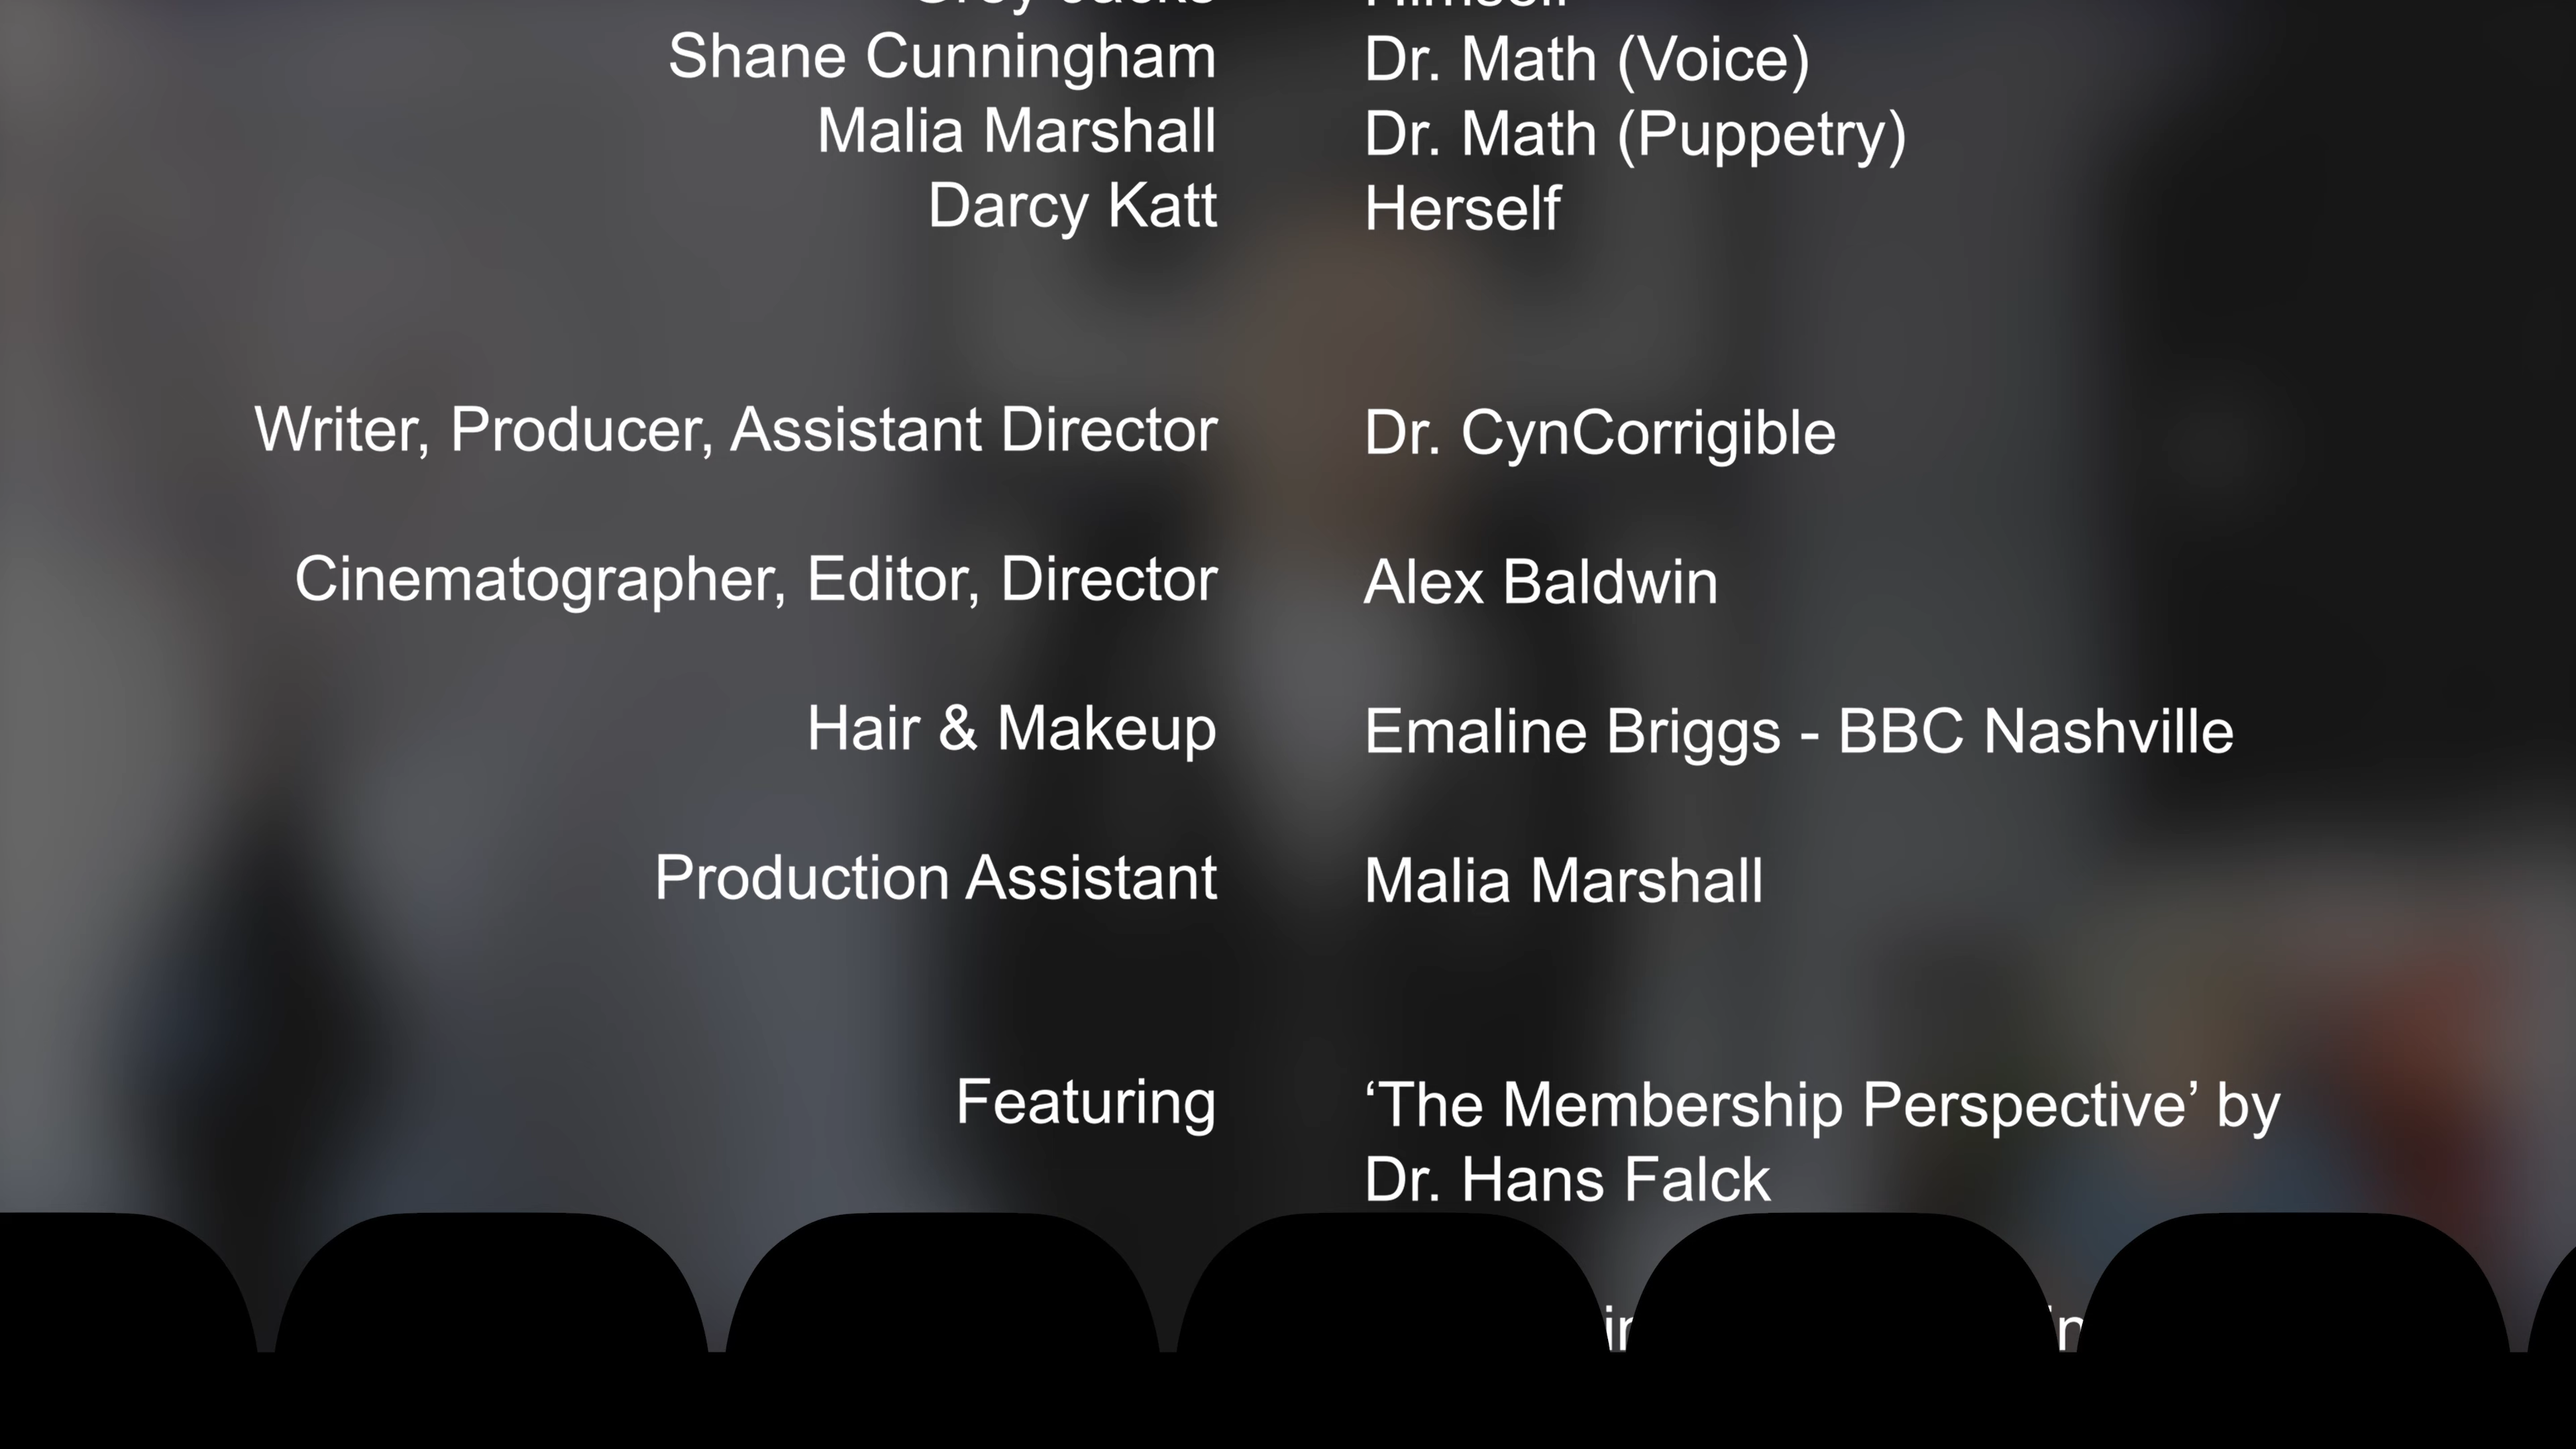 Himself
Shane Cunningham Dr. Math (Voice)
Malia Marshall Dr. Math (Puppetry)
Darcy Katt Herself
Writer, Producer, Assistant Director Dr. CynCorrigible
Cinematographer, Editor, Director Alex Baldwin
Hair & Makeup Emaline Briggs - BBC Nashville
Production Assistant Malia Marshall
Featuring ‘The Membership Perspective’ by
Dr. Hans Falck